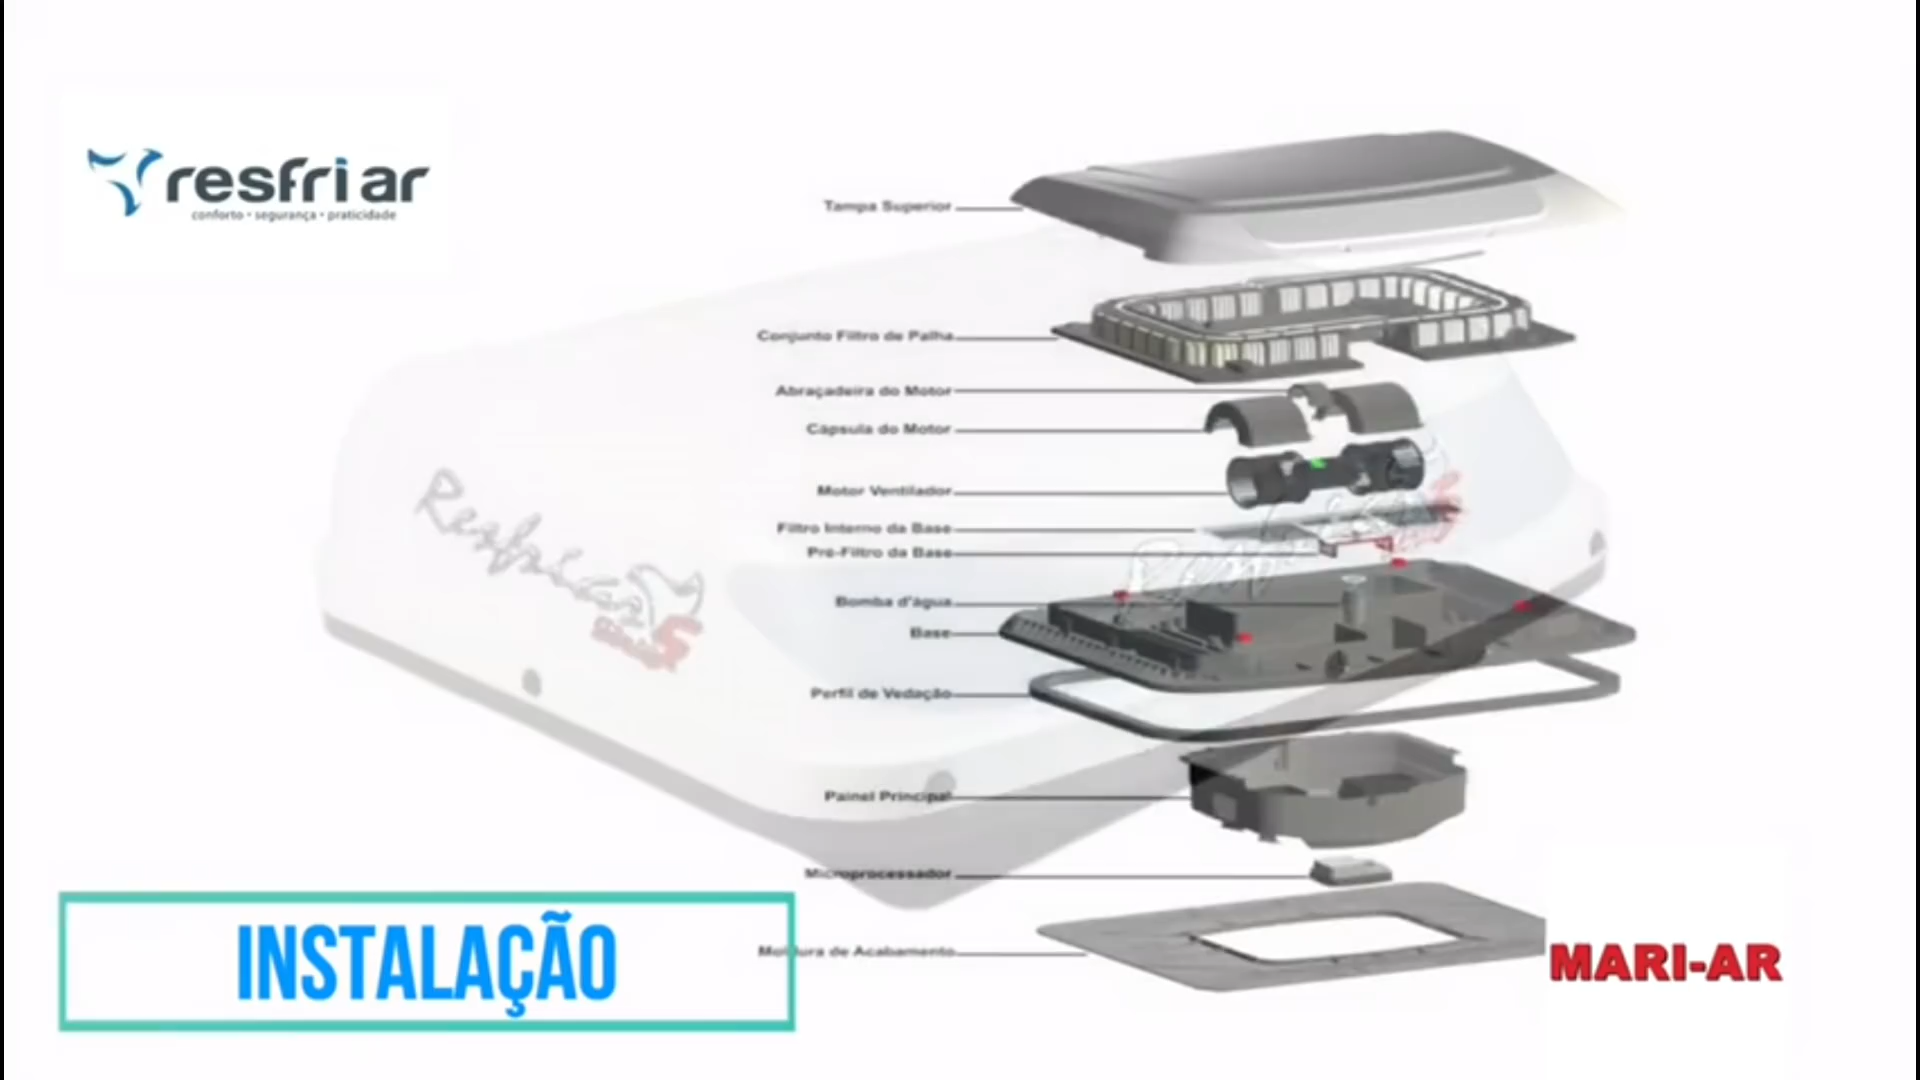 resfri ar
conforto • segurança • praticidade
Tampa Superior
Conjunto Filtro de Palha
Abraçadeira do Motor
Cápsula do Motor
Motor Ventilador
Filtro Interno da Base
Pré-Filtro da Base
Bomba d'água
Base
Perfil de Vedação
Painel Principal
Microprocessador
Moldura de Acabamento
Resfriar
INSTALAÇÃO
MARI-AR